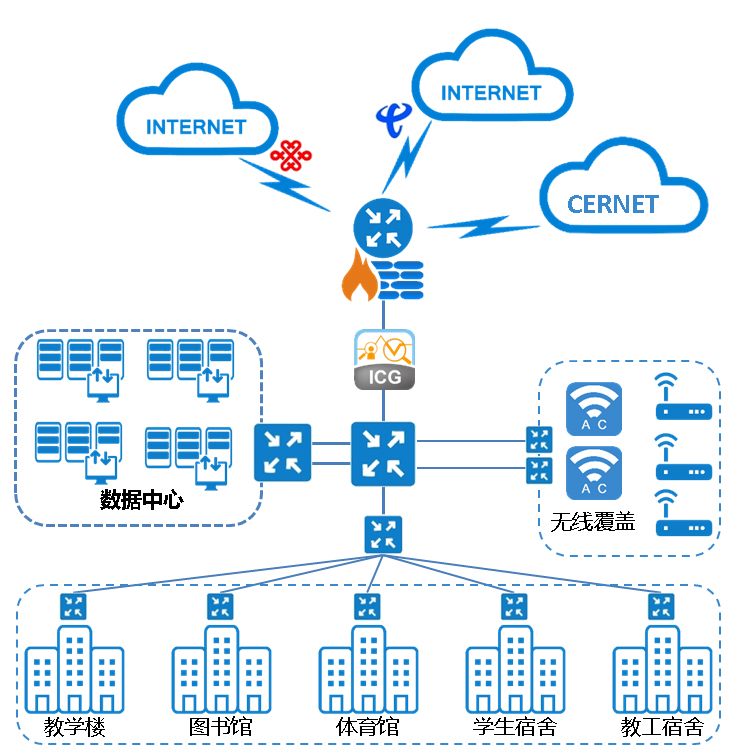 INTERNET
INTERNET
CERNET
ICG
A C
A C
数据中心
无线覆盖
教学楼
图书馆
体育馆
学生宿舍
教工宿舍